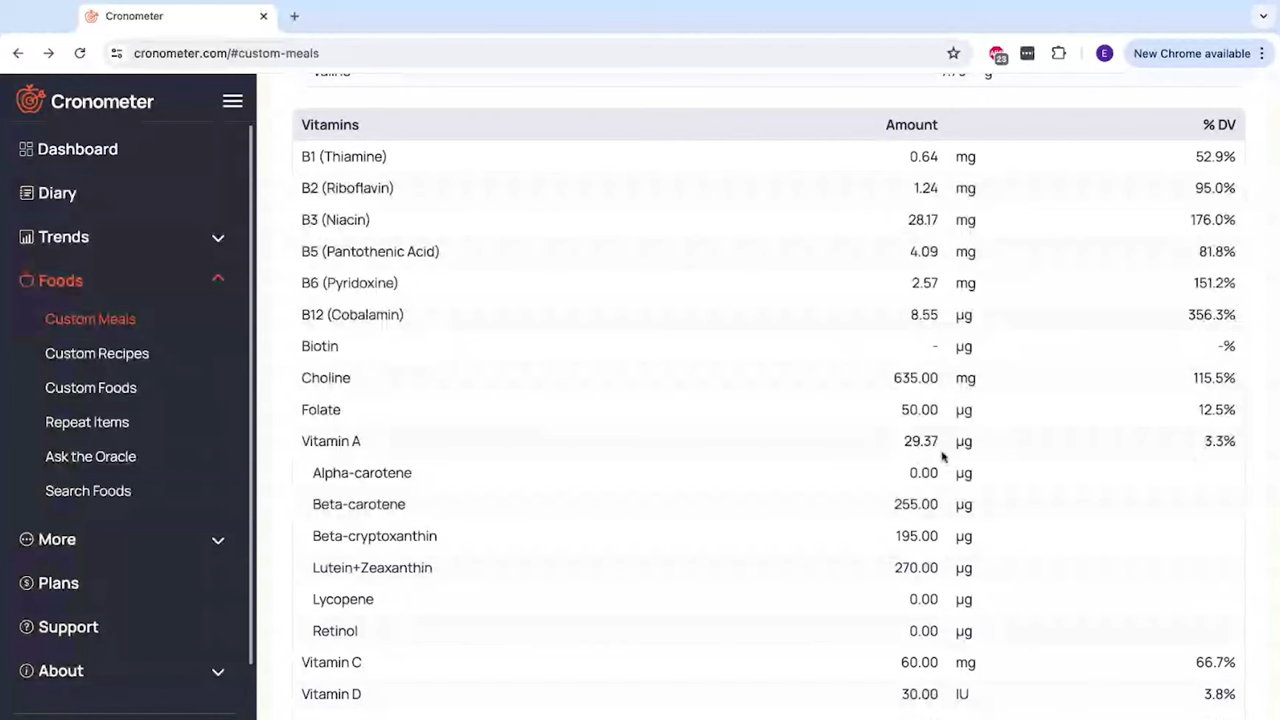 Cronometer
cronometer.com/#custom-meals
23
E
New Chrome available
Cronometer
Dashboard
Diary
Trends
Foods
Custom Meals
Custom Recipes
Custom Foods
Repeat Items
Ask the Oracle
Search Foods
More
Plans
Support
About
Valine g
Vitamins Amount % DV
B1 (Thiamine) 0.64 mg 52.9%
B2 (Riboflavin) 1.24 mg 95.0%
B3 (Niacin) 28.17 mg 176.0%
B5 (Pantothenic Acid) 4.09 mg 81.8%
B6 (Pyridoxine) 2.57 mg 151.2%
B12 (Cobalamin) 8.55 µg 356.3%
Biotin - µg -%
Choline 635.00 mg 115.5%
Folate 50.00 µg 12.5%
Vitamin A 29.37 µg 3.3%
Alpha-carotene 0.00 µg
Beta-carotene 255.00 µg
Beta-cryptoxanthin 195.00 µg
Lutein+Zeaxanthin 270.00 µg
Lycopene 0.00 µg
Retinol 0.00 µg
Vitamin C 60.00 mg 66.7%
Vitamin D 30.00 IU 3.8%